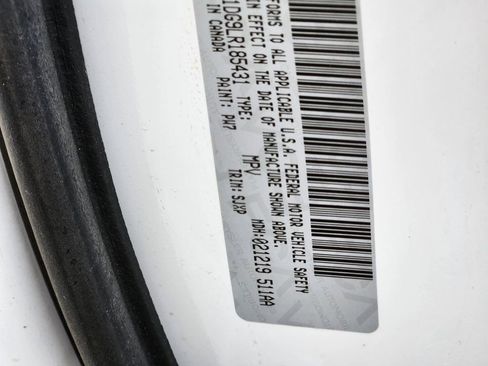 FORMS TO ALL APPLICABLE U.S.A. FEDERAL MOTOR VEHICLE SAFETY
IN EFFECT ON THE DATE OF MANUFACTURE SHOWN ABOVE.
1DG9LR185431 TYPE: MPV MDH:021219 511AA
IN CANADA PAINT: PW7 TRIM: SJXP